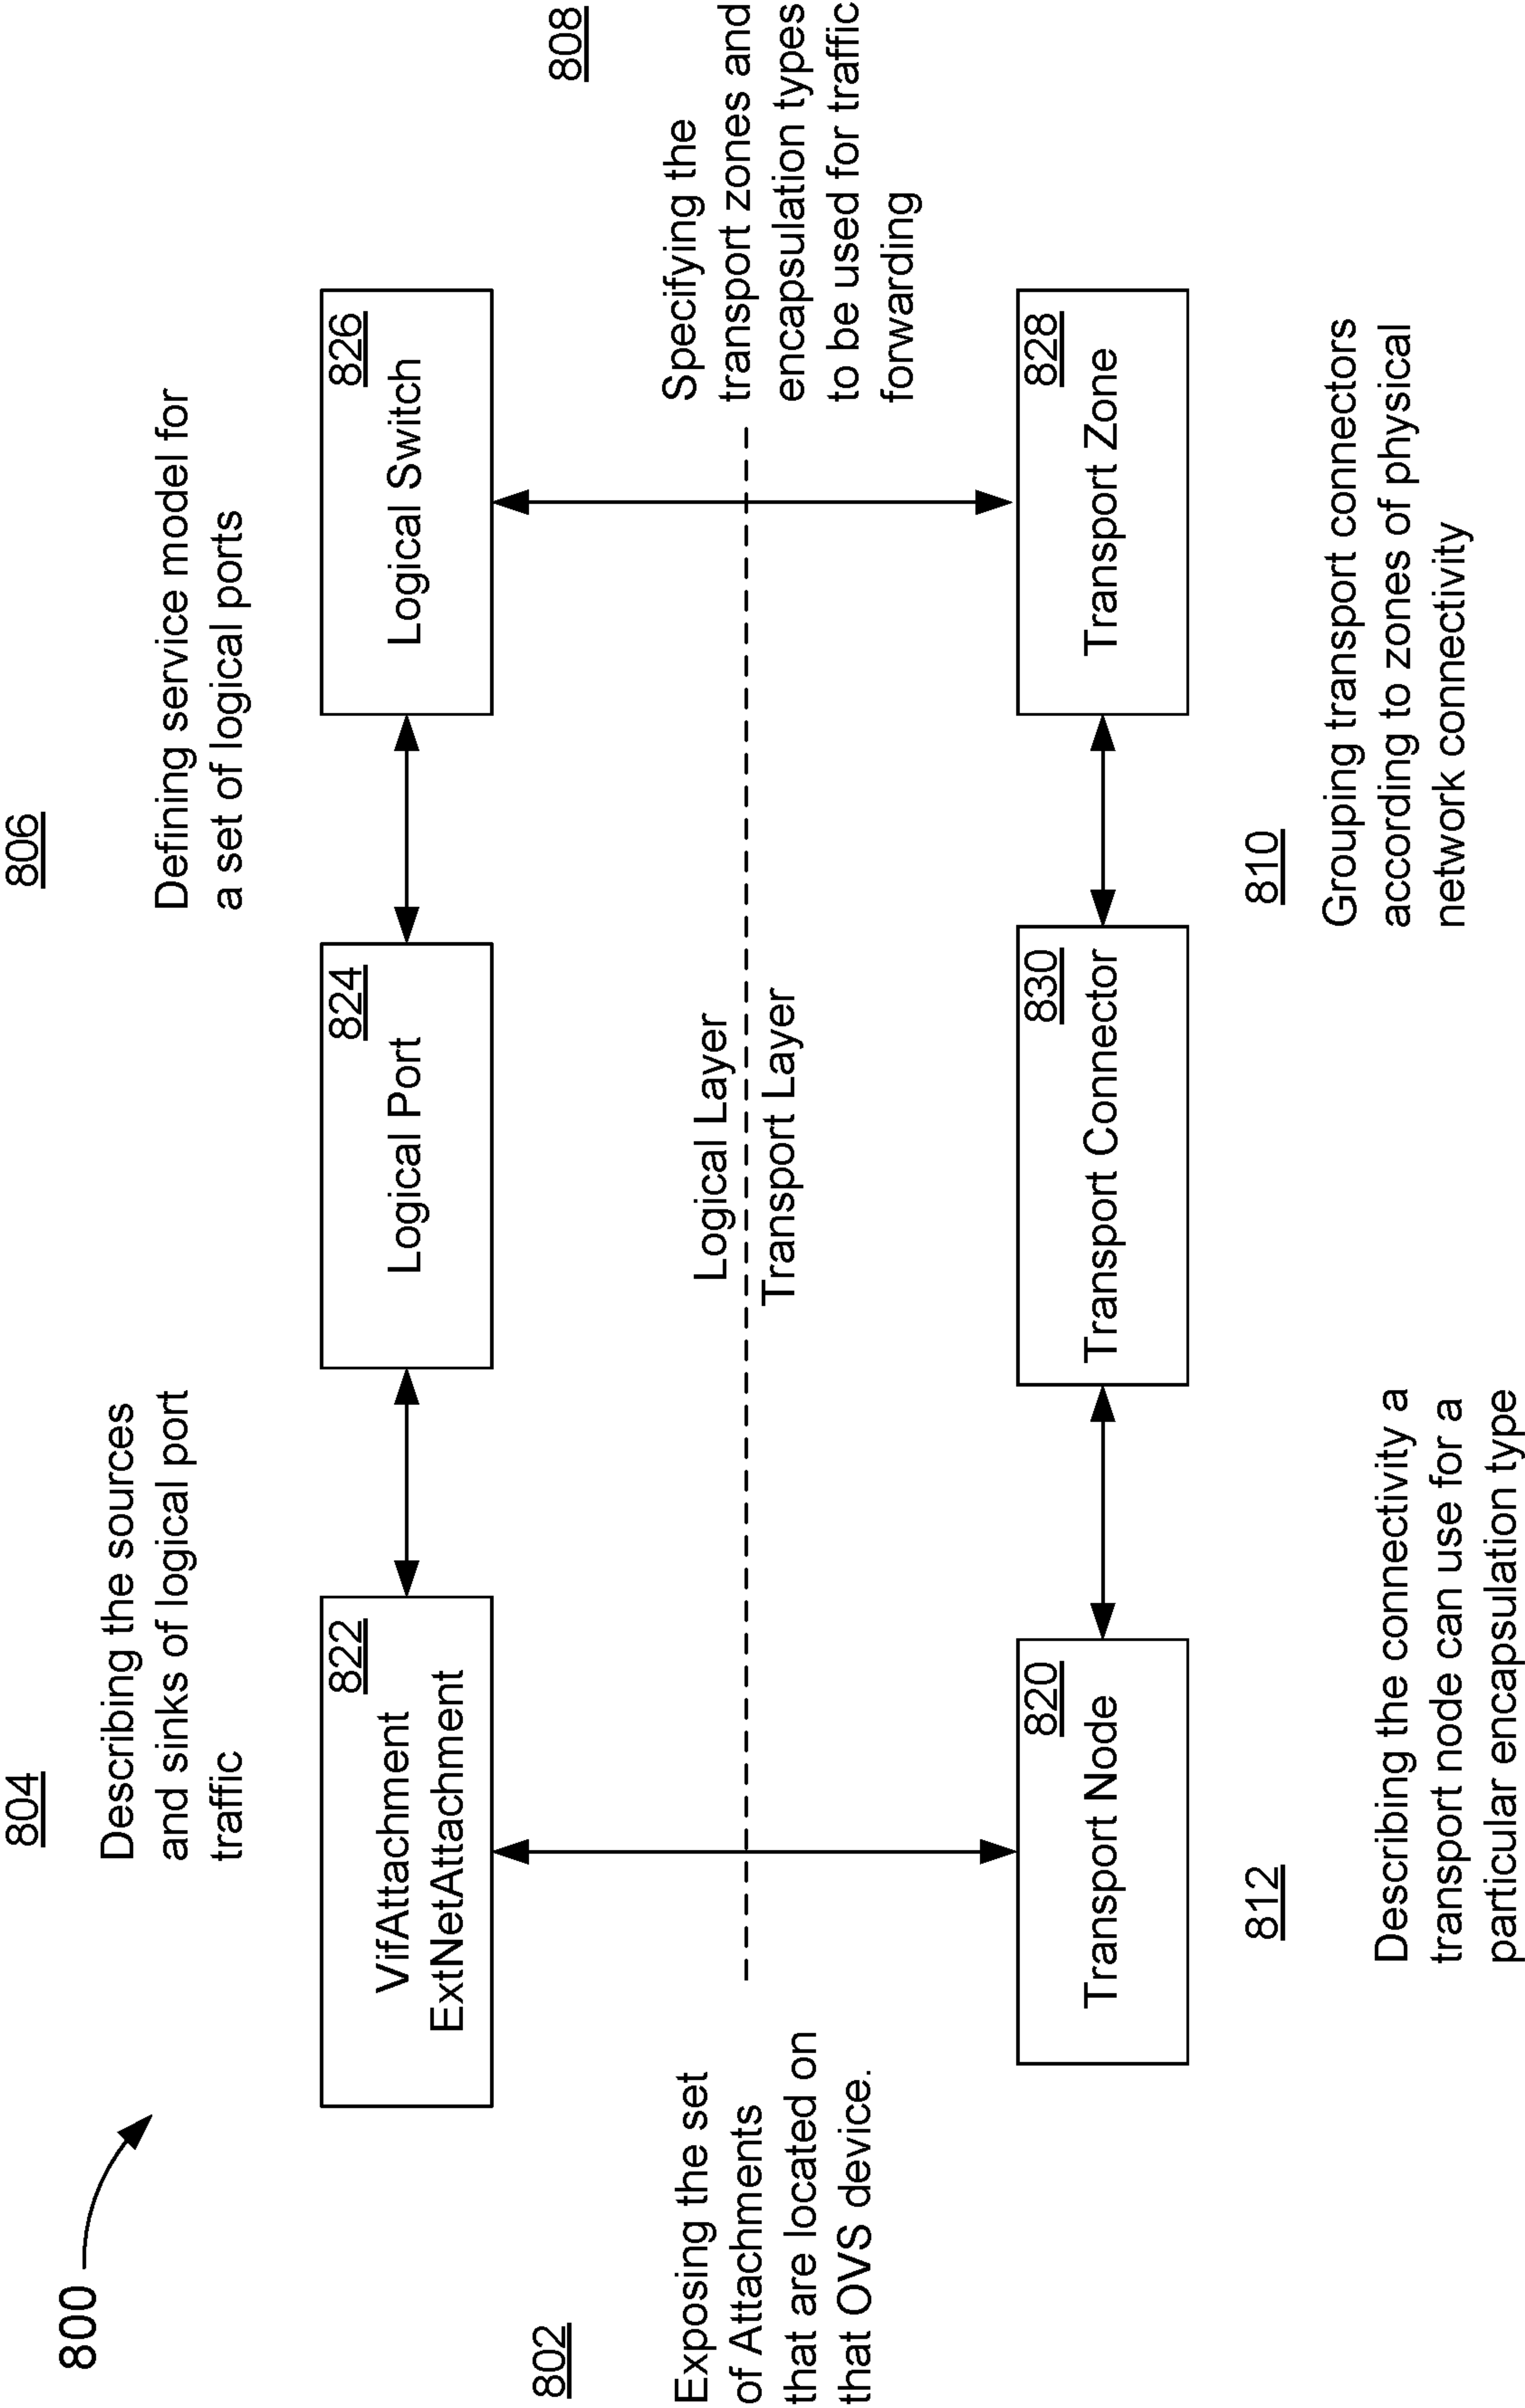 800
804
Describing the sources
and sinks of logical port
traffic
806
Defining service model for
a set of logical ports
822
VifAttachment
ExtNetAttachment
824
Logical Port
826
Logical Switch
802
Exposing the set
of Attachments
that are located on
that OVS device.
Logical Layer
Transport Layer
808
Specifying the
transport zones and
encapsulation types
to be used for traffic
forwarding
820
Transport Node
830
Transport Connector
828
Transport Zone
812
Describing the connectivity a
transport node can use for a
particular encapsulation type
810
Grouping transport connectors
according to zones of physical
network connectivity